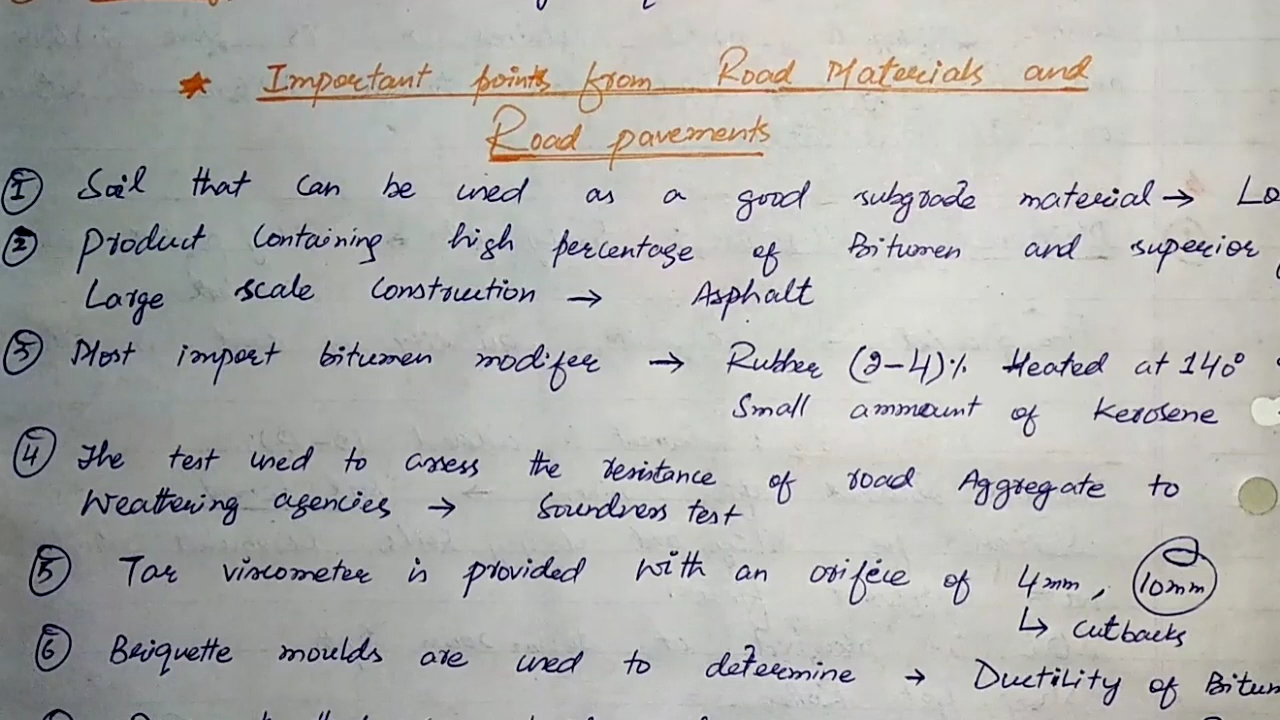 ★ Important points from Road Materials and
Road pavements
① Soil that can be used as a good subgrade material →
② Product Containing high percentage of Bitumen and superior
Large scale Construction → Asphalt
③ Most import bitumen modifer → Rubber (2-4)% Heated at 140°
Small ammount of Kerosene
④ The test used to assess the resistance of road Aggregate to
Weathering agencies → Soundness test
⑤ Tar viscometer is provided with an orifice of 4mm, 10mm
↳ Cutbacks
⑥ Briquette moulds are used to determine → Ductility of Bitum